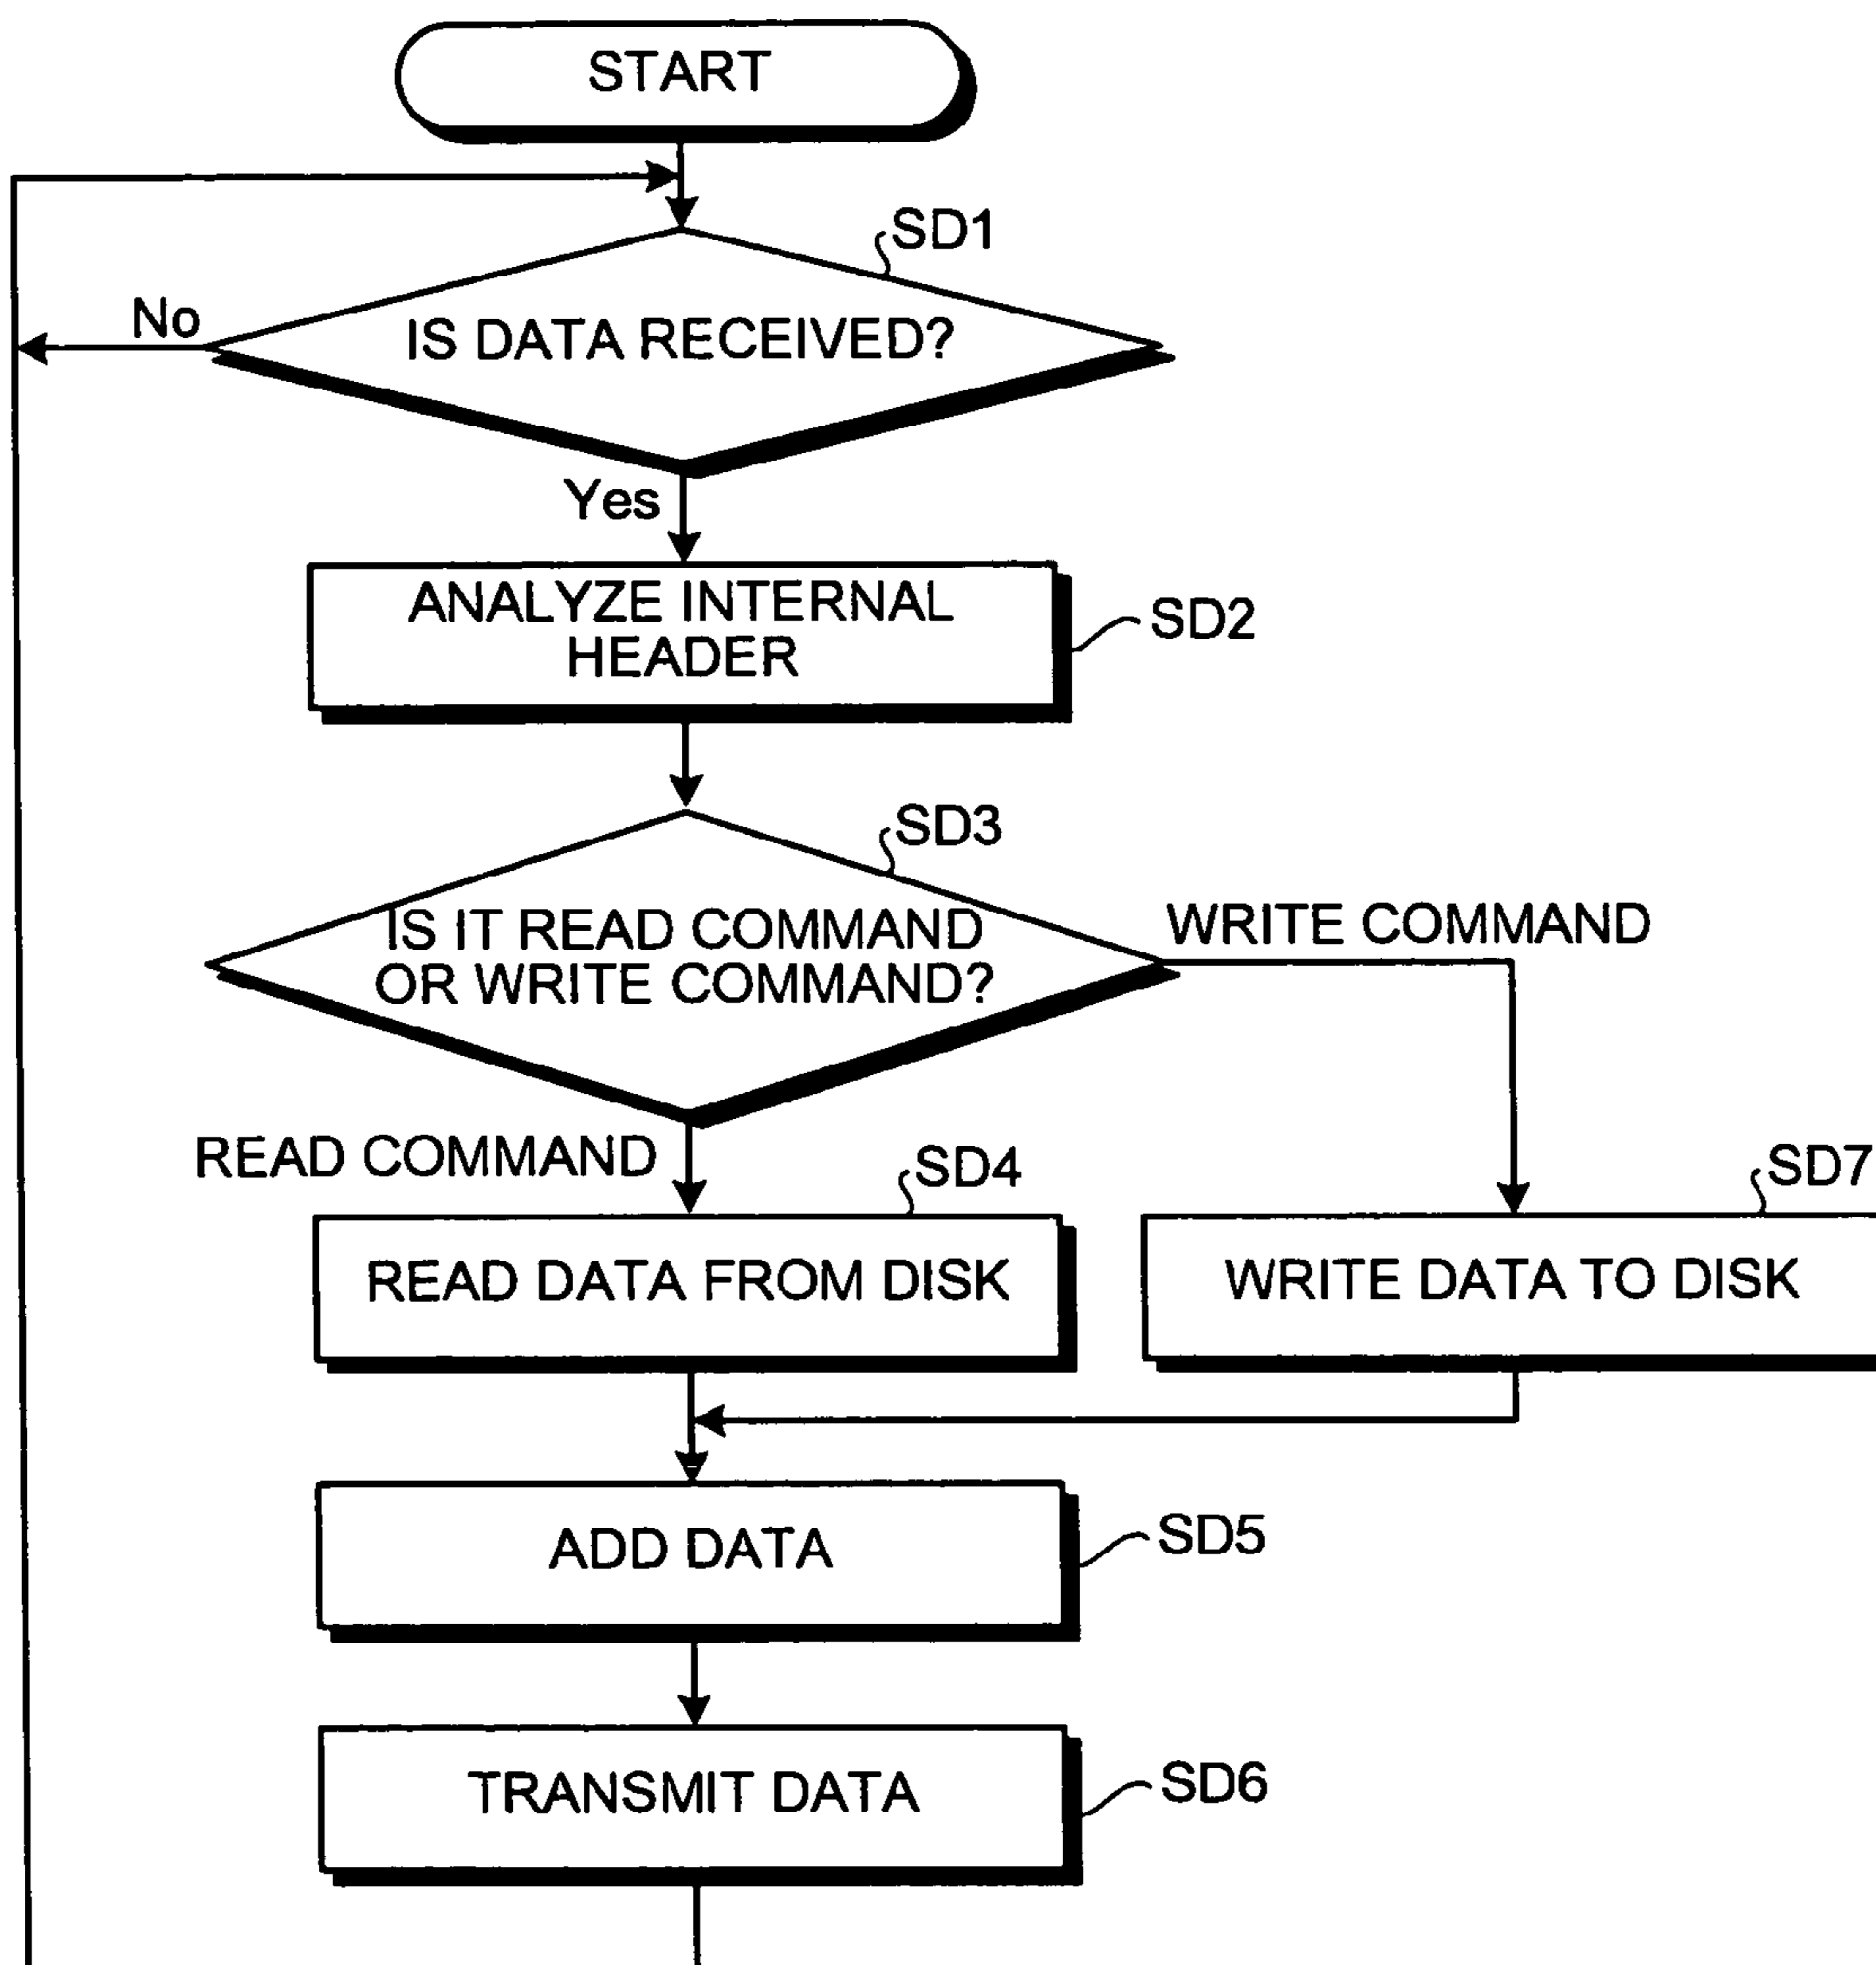 START
SD1
No
IS DATA RECEIVED?
Yes
ANALYZE INTERNAL
HEADER
SD2
SD3
IS IT READ COMMAND
OR WRITE COMMAND?
WRITE COMMAND
READ COMMAND
SD4
SD7
READ DATA FROM DISK
WRITE DATA TO DISK
ADD DATA
SD5
TRANSMIT DATA
SD6